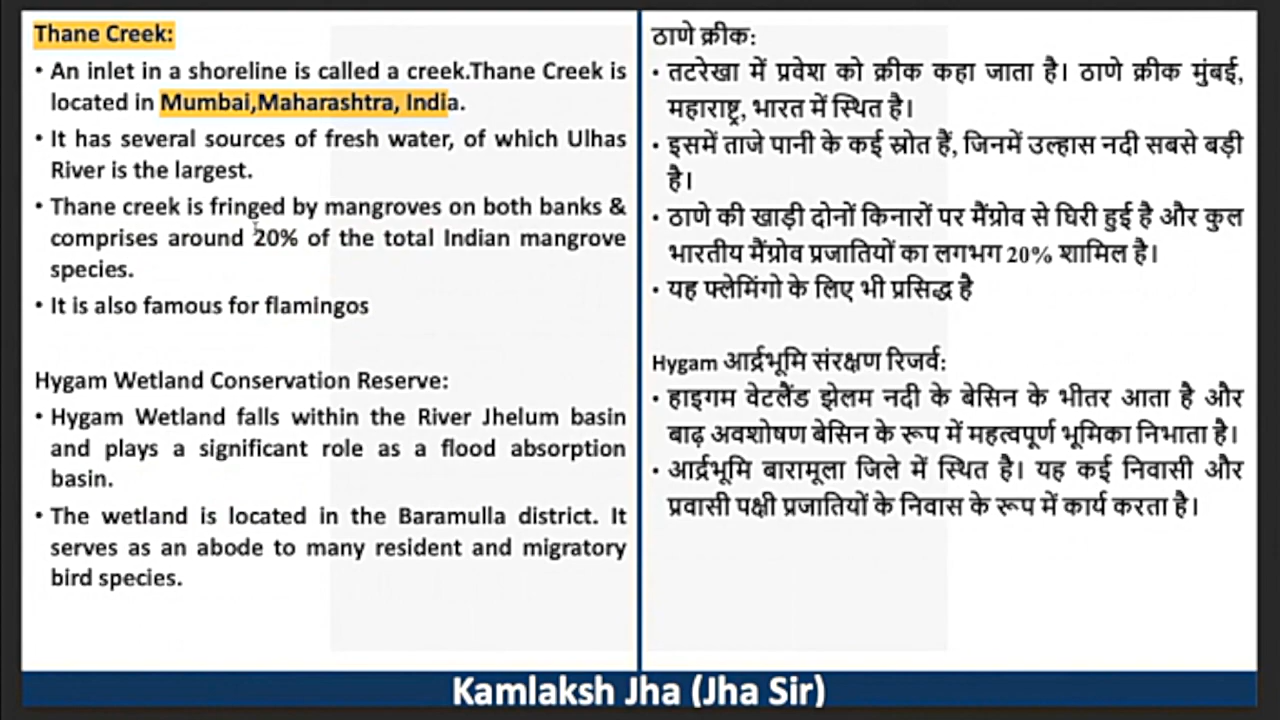 Thane Creek:
• An inlet in a shoreline is called a creek.Thane Creek is
located in Mumbai,Maharashtra, India.
• It has several sources of fresh water, of which Ulhas
River is the largest.
• Thane creek is fringed by mangroves on both banks &
comprises around 20% of the total Indian mangrove
species.
• It is also famous for flamingos
Hygam Wetland Conservation Reserve:
• Hygam Wetland falls within the River Jhelum basin
and plays a significant role as a flood absorption
basin.
• The wetland is located in the Baramulla district. It
serves as an abode to many resident and migratory
bird species.
ठाणे क्रीक:
• तटरेखा में प्रवेश को क्रीक कहा जाता है। ठाणे क्रीक मुंबई,
महाराष्ट्र, भारत में स्थित है।
• इसमें ताजे पानी के कई स्रोत हैं, जिनमें उल्हास नदी सबसे बड़ी
है।
• ठाणे की खाड़ी दोनों किनारों पर मैंग्रोव से घिरी हुई है और कुल
भारतीय मैंग्रोव प्रजातियों का लगभग 20% शामिल है।
• यह फ्लेमिंगो के लिए भी प्रसिद्ध है
Hygam आर्द्रभूमि संरक्षण रिजर्व:
• हाइगम वेटलैंड झेलम नदी के बेसिन के भीतर आता है और
बाढ़ अवशोषण बेसिन के रूप में महत्वपूर्ण भूमिका निभाता है।
• आर्द्रभूमि बारामूला जिले में स्थित है। यह कई निवासी और
प्रवासी पक्षी प्रजातियों के निवास के रूप में कार्य करता है।
Kamlaksh Jha (Jha Sir)